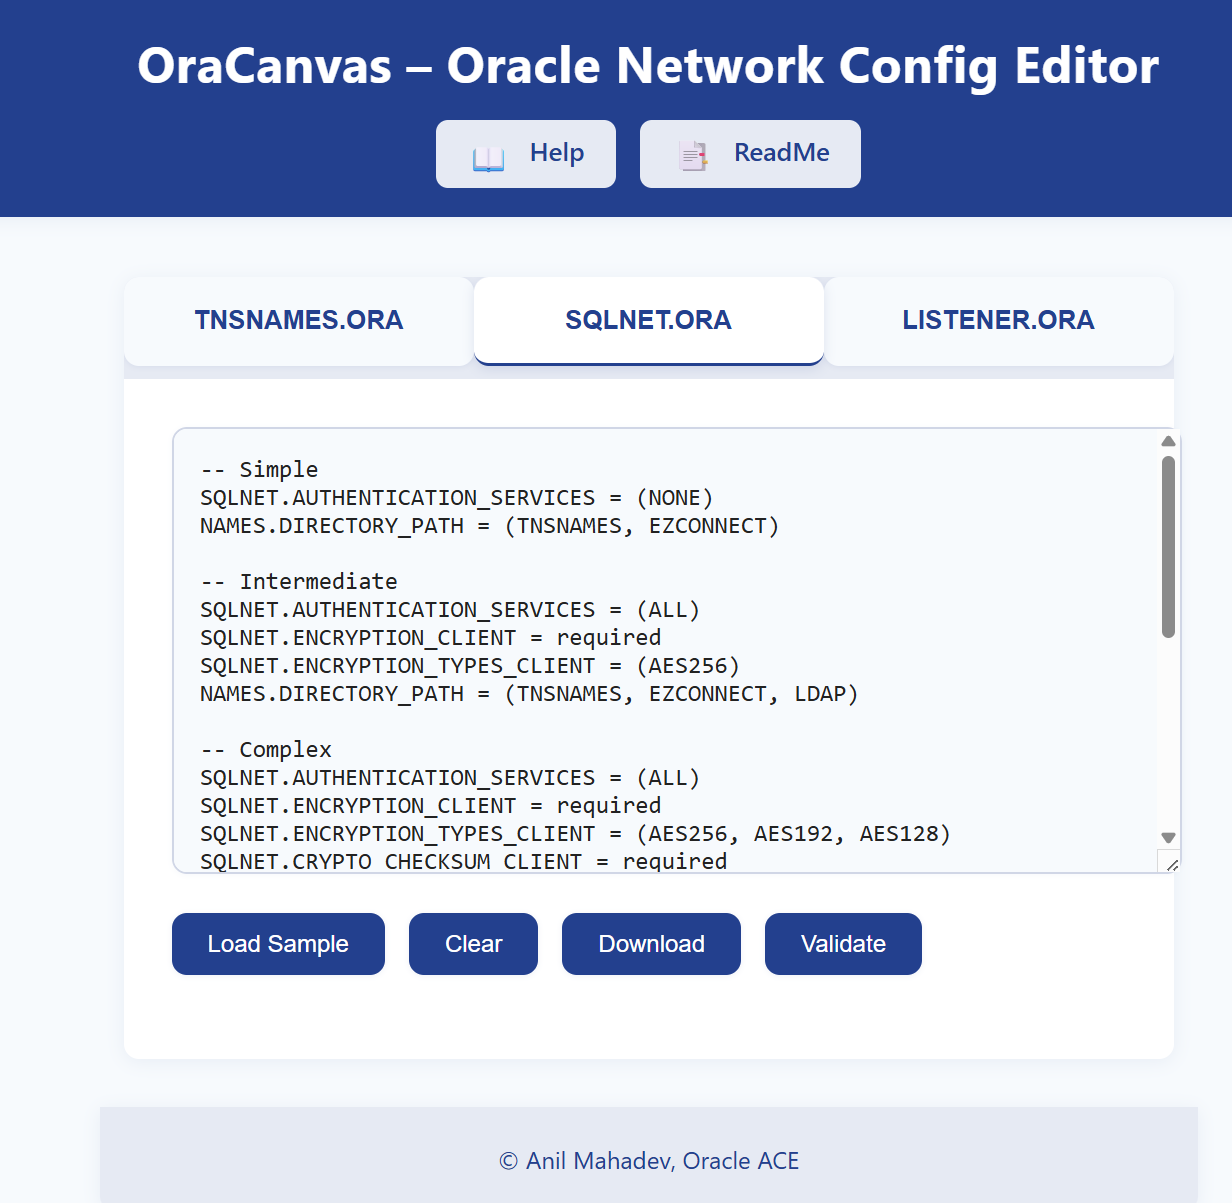 OraCanvas – Oracle Network Config Editor
Help
ReadMe
TNSNAMES.ORA
SQLNET.ORA
LISTENER.ORA
-- Simple
SQLNET.AUTHENTICATION_SERVICES = (NONE)
NAMES.DIRECTORY_PATH = (TNSNAMES, EZCONNECT)
-- Intermediate
SQLNET.AUTHENTICATION_SERVICES = (ALL)
SQLNET.ENCRYPTION_CLIENT = required
SQLNET.ENCRYPTION_TYPES_CLIENT = (AES256)
NAMES.DIRECTORY_PATH = (TNSNAMES, EZCONNECT, LDAP)
-- Complex
SQLNET.AUTHENTICATION_SERVICES = (ALL)
SQLNET.ENCRYPTION_CLIENT = required
SQLNET.ENCRYPTION_TYPES_CLIENT = (AES256, AES192, AES128)
SQLNET.CRYPTO_CHECKSUM_CLIENT = required
Load Sample
Clear
Download
Validate
© Anil Mahadev, Oracle ACE